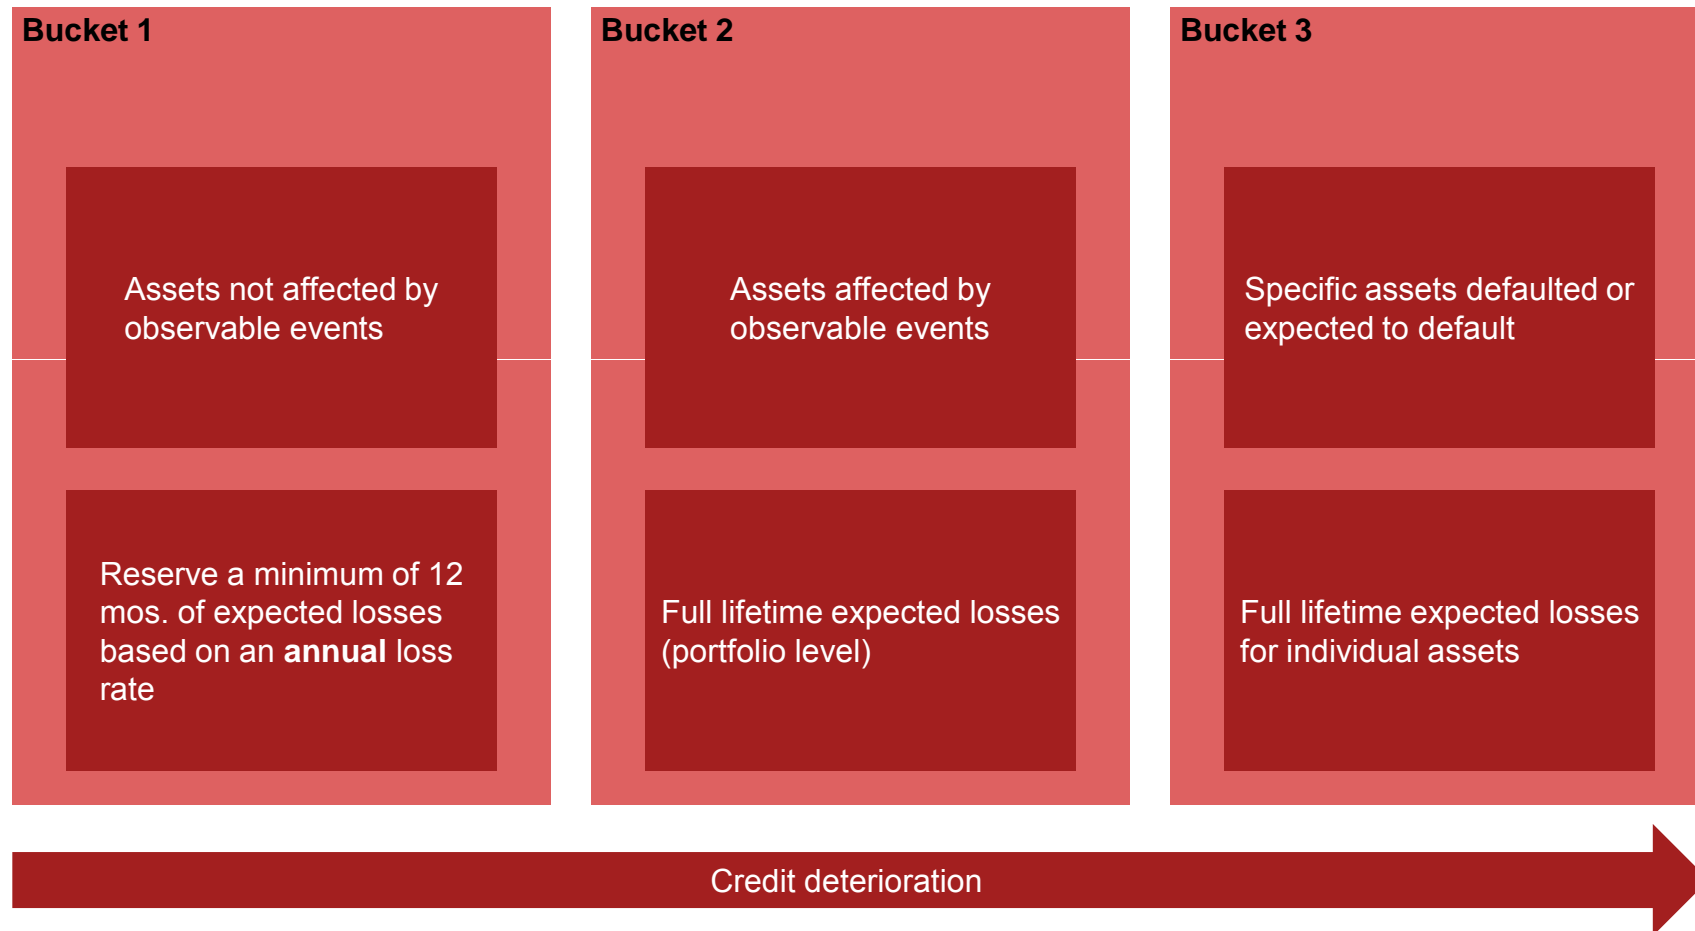 Bucket 1
Assets not affected by
observable events
Reserve a minimum of 12
mos. of expected losses
based on an annual loss
rate
Bucket 2
Assets affected by
observable events
Full lifetime expected losses
(portfolio level)
Bucket 3
Specific assets defaulted or
expected to default
Full lifetime expected losses
for individual assets
Credit deterioration